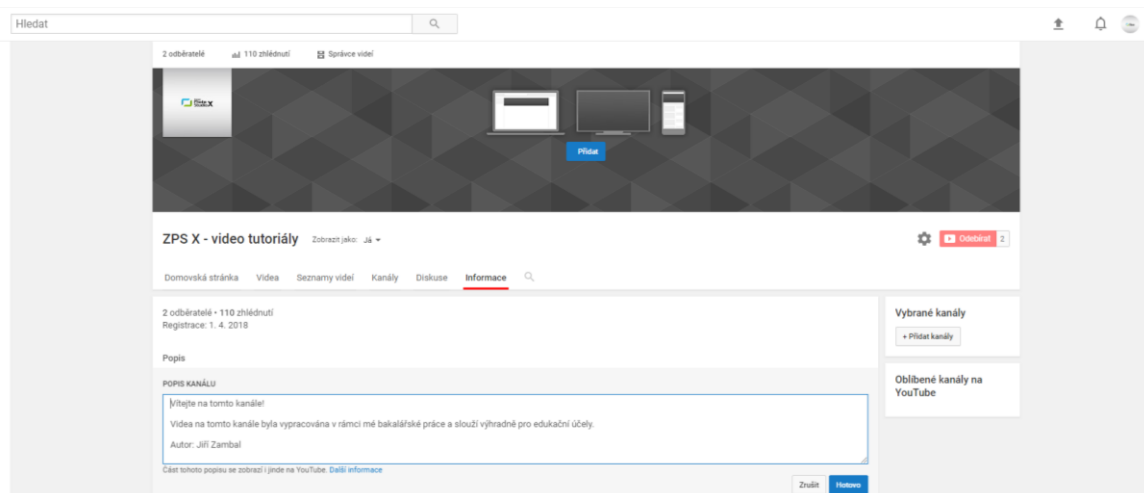 Hledat
2 odběratelé 110 zhlédnutí Správce videí
Přidat
ZPS X - video tutoriály Zobrazit jako: Já
Odebírat 2
Domovská stránka Videa Seznamy videí Kanály Diskuse Informace
2 odběratelé • 110 zhlédnutí
Registrace: 1. 4. 2018
Popis
POPIS KANÁLU
Vítejte na tomto kanále!
Videa na tomto kanále byla vypracována v rámci mé bakalářské práce a slouží výhradně pro edukační účely.
Autor: Jiří Zambal
Část tohoto popisu se zobrazí i jinde na YouTube. Další informace
Zrušit Hotovo
Vybrané kanály
+ Přidat kanály
Oblíbené kanály na
YouTube